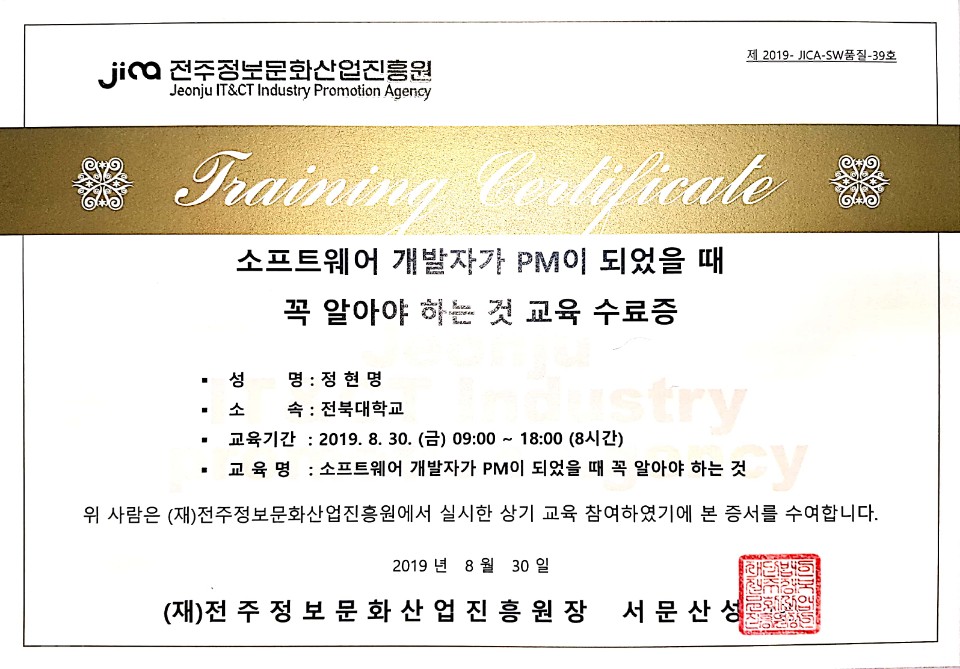 제 2019- JICA-SW품질-39호
jica 전주정보문화산업진흥원
Jeonju IT&CT Industry Promotion Agency
Training Certificate
소프트웨어 개발자가 PM이 되었을 때
꼭 알아야 하는 것 교육 수료증
Jeonju
IT&CT Industry
Agency
▪ 성 명 : 정 현 명
▪ 소 속 : 전북대학교
▪ 교육기간 : 2019. 8. 30. (금) 09:00 ~ 18:00 (8시간)
▪ 교 육 명 : 소프트웨어 개발자가 PM이 되었을 때 꼭 알아야 하는 것
위 사람은 (재)전주정보문화산업진흥원에서 실시한 상기 교육 참여하였기에 본 증서를 수여합니다.
2019 년 8 월 30 일
(재)전 주 정 보 문 화 산 업 진 흥 원 장 서 문 산 성